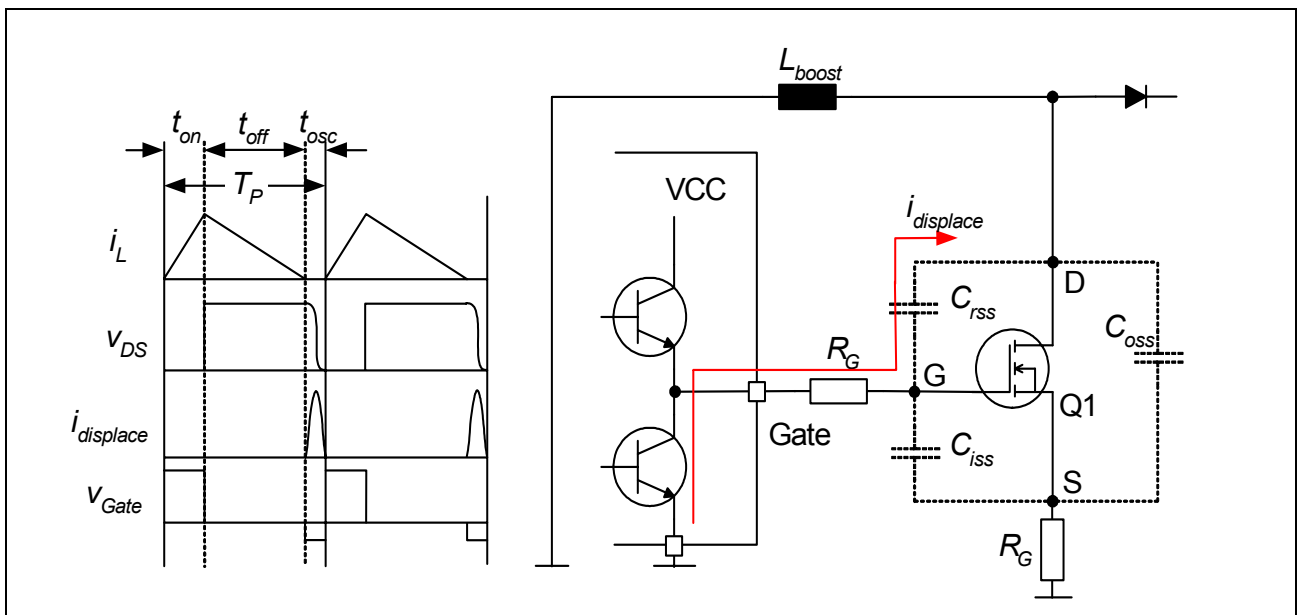 L_boost
t_on t_off t_osc
T_P
VCC
i_displace
i_L
D
C_rss
C_oss
v_DS
R_G
G
Q1
Gate
i_displace
C_iss
S
v_Gate
R_G